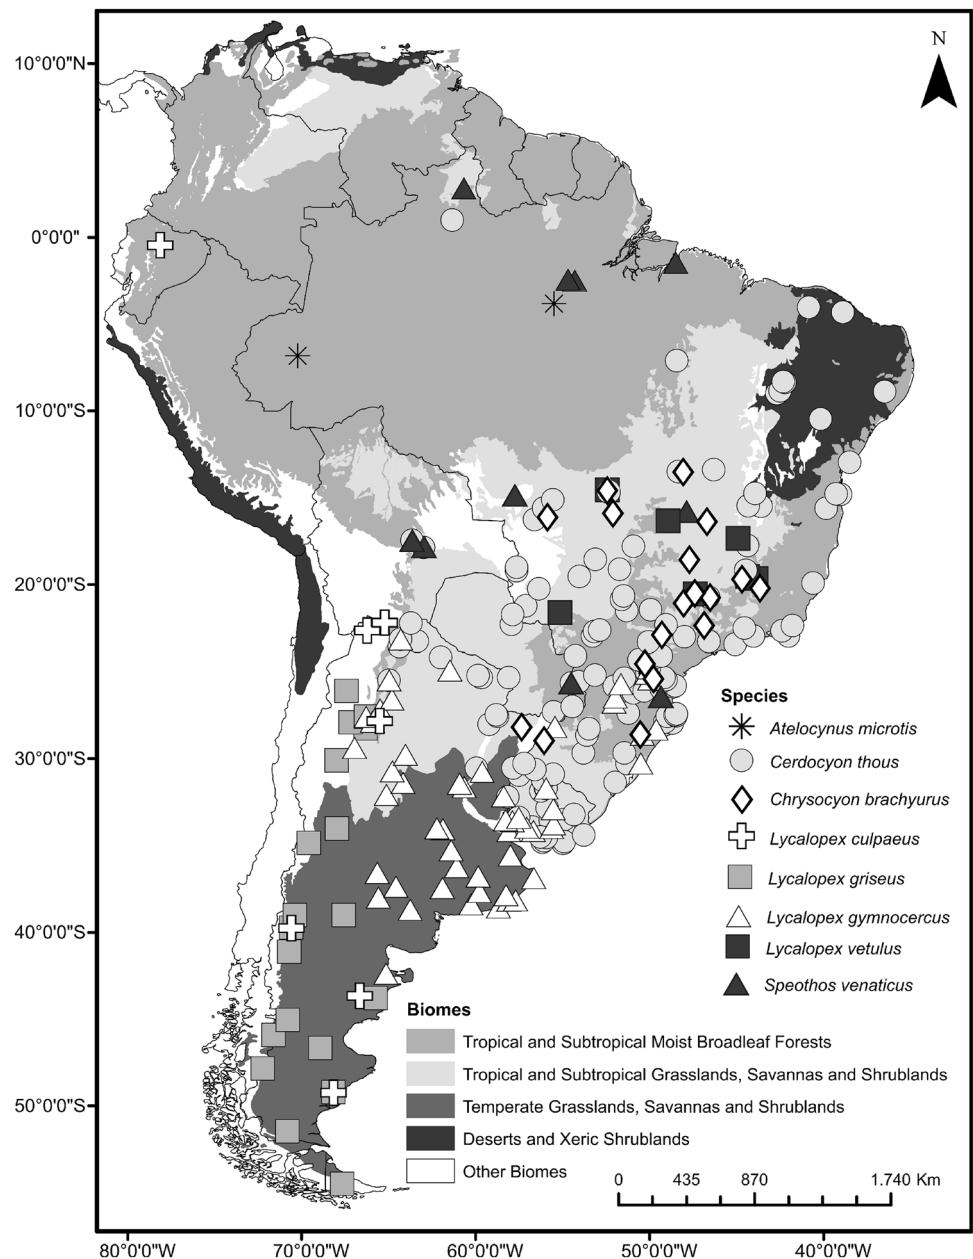 N
10°0'0"N
0°0'0"
10°0'0"S
20°0'0"S
30°0'0"S
40°0'0"S
50°0'0"S
Species
Atelocynus microtis
Cerdocyon thous
Chrysocyon brachyurus
Lycalopex culpaeus
Lycalopex griseus
Lycalopex gymnocercus
Lycalopex vetulus
Speothos venaticus
Biomes
Tropical and Subtropical Moist Broadleaf Forests
Tropical and Subtropical Grasslands, Savannas and Shrublands
Temperate Grasslands, Savannas and Shrublands
Deserts and Xeric Shrublands
Other Biomes
0 435 870 1.740 Km
80°0'0"W 70°0'0"W 60°0'0"W 50°0'0"W 40°0'0"W